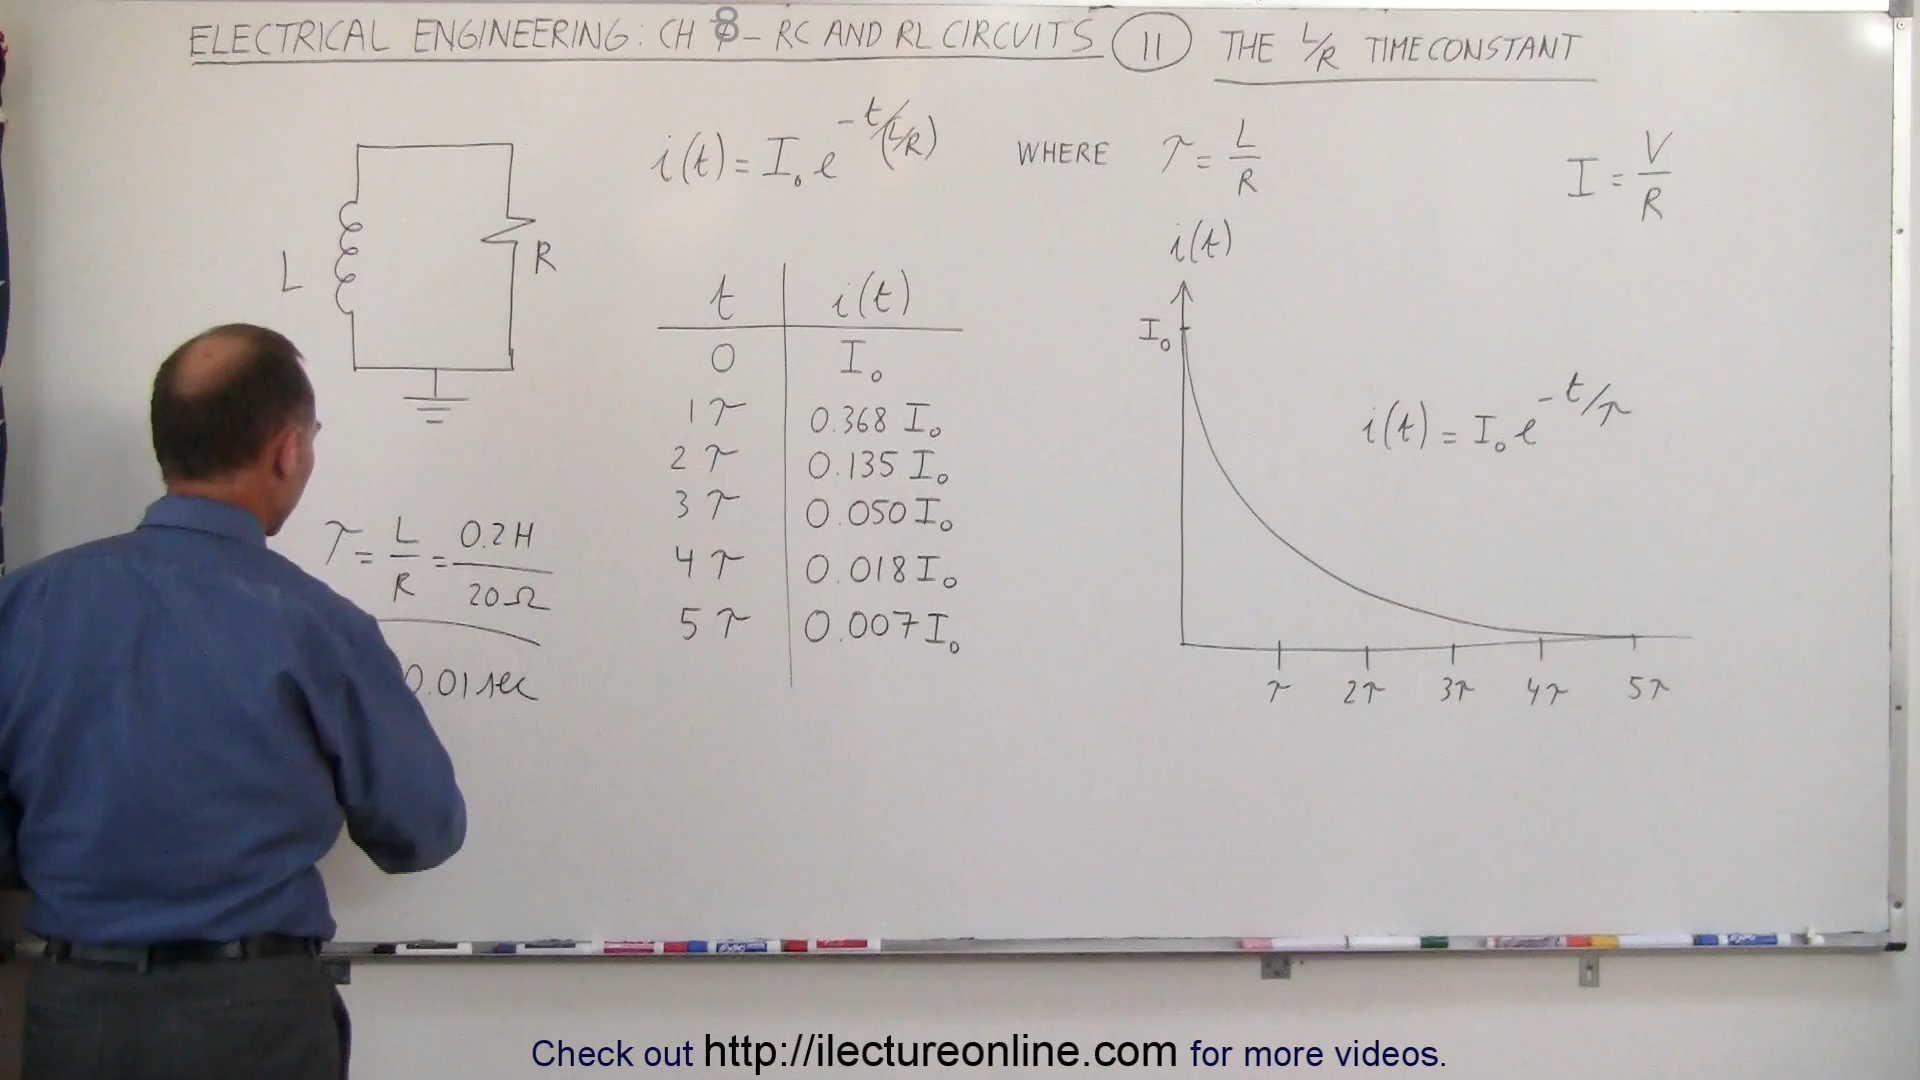 ELECTRICAL ENGINEERING: CH 8 – RC AND RL CIRCUITS 11 THE L/R TIME CONSTANT
i(t) = I₀ e^(-t/(L/R)) WHERE τ = L/R
I = V/R
L
R
t i(t)
0 I₀
1τ 0.368 I₀
2τ 0.135 I₀
3τ 0.050 I₀
4τ 0.018 I₀
5τ 0.007 I₀
τ = L/R = 0.2H/20Ω
0.01 sec
i(t)
I₀
i(t) = I₀ e^(-t/τ)
τ 2τ 3τ 4τ 5τ
Check out http://ilectureonline.com for more videos.